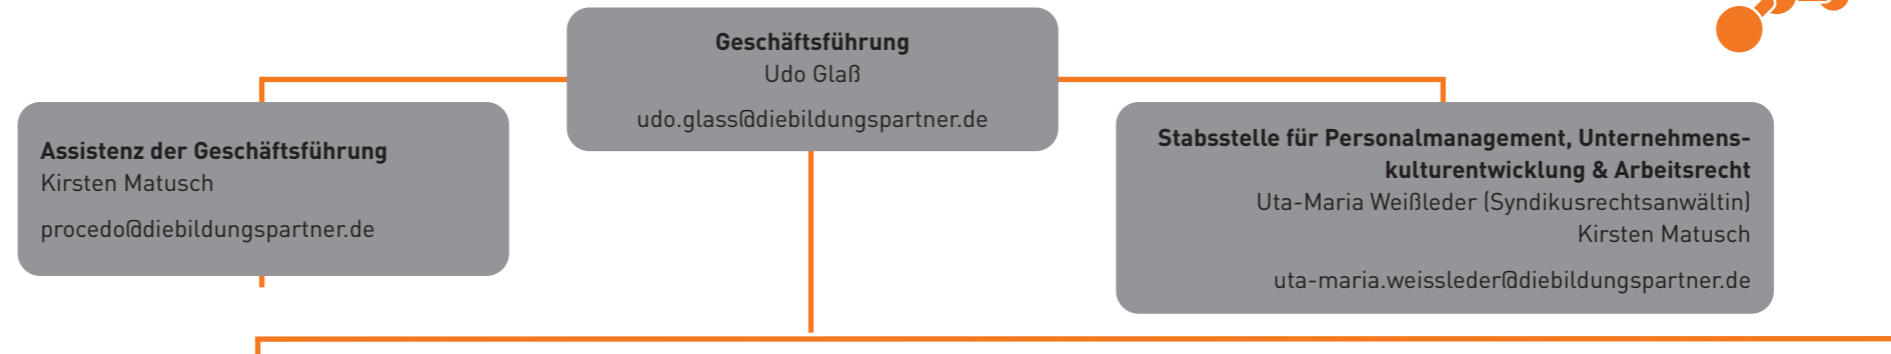 Geschäftsführung
Udo Glaß
udo.glass@diebildungspartner.de
Assistenz der Geschäftsführung
Kirsten Matusch
procedo@diebildungspartner.de
Stabsstelle für Personalmanagement, Unternehmens-
kulturentwicklung & Arbeitsrecht
Uta-Maria Weißleder (Syndikusrechtsanwältin)
Kirsten Matusch
uta-maria.weissleder@diebildungspartner.de